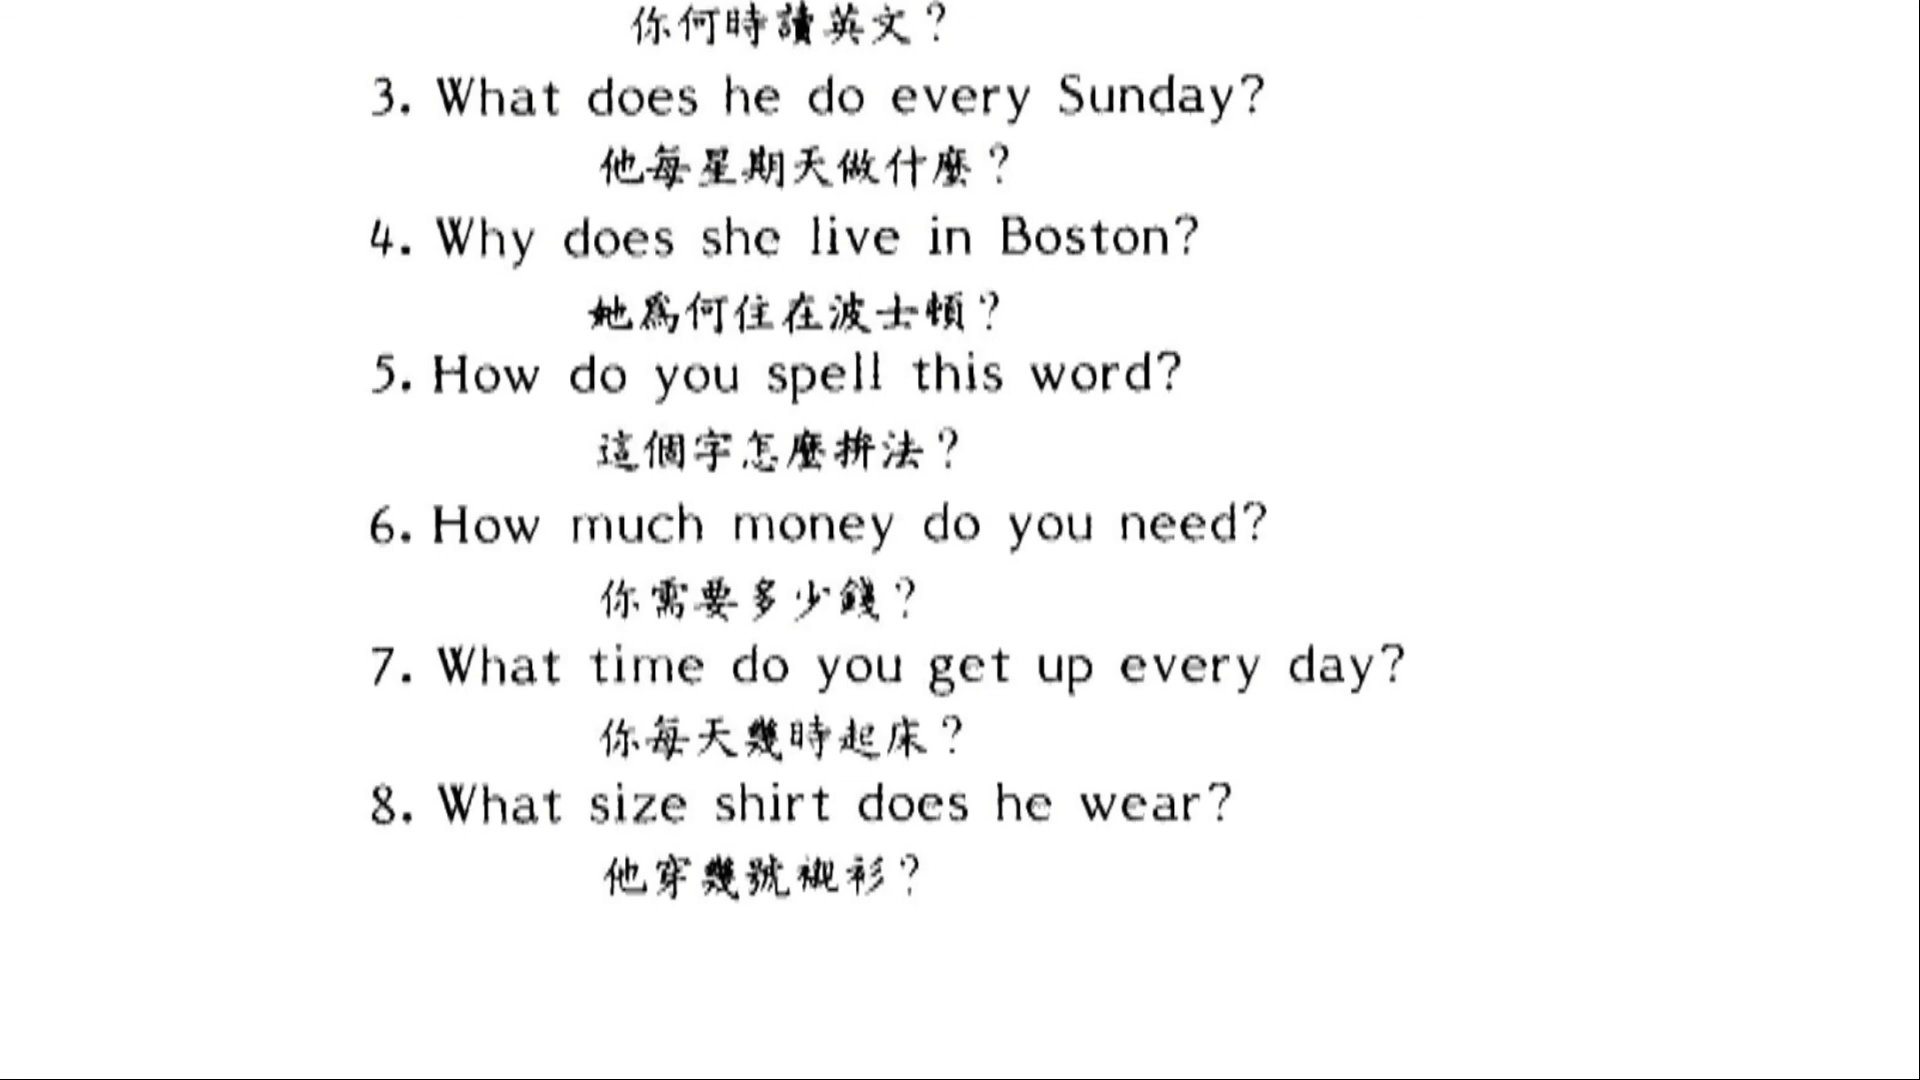 你何時讀英文？
3. What does he do every Sunday?
他每星期天做什麼？
4. Why does she live in Boston?
她爲何住在波士頓？
5. How do you spell this word?
這個字怎麼拚法？
6. How much money do you need?
你需要多少錢？
7. What time do you get up every day?
你每天幾時起床？
8. What size shirt does he wear?
他穿幾號襯衫？